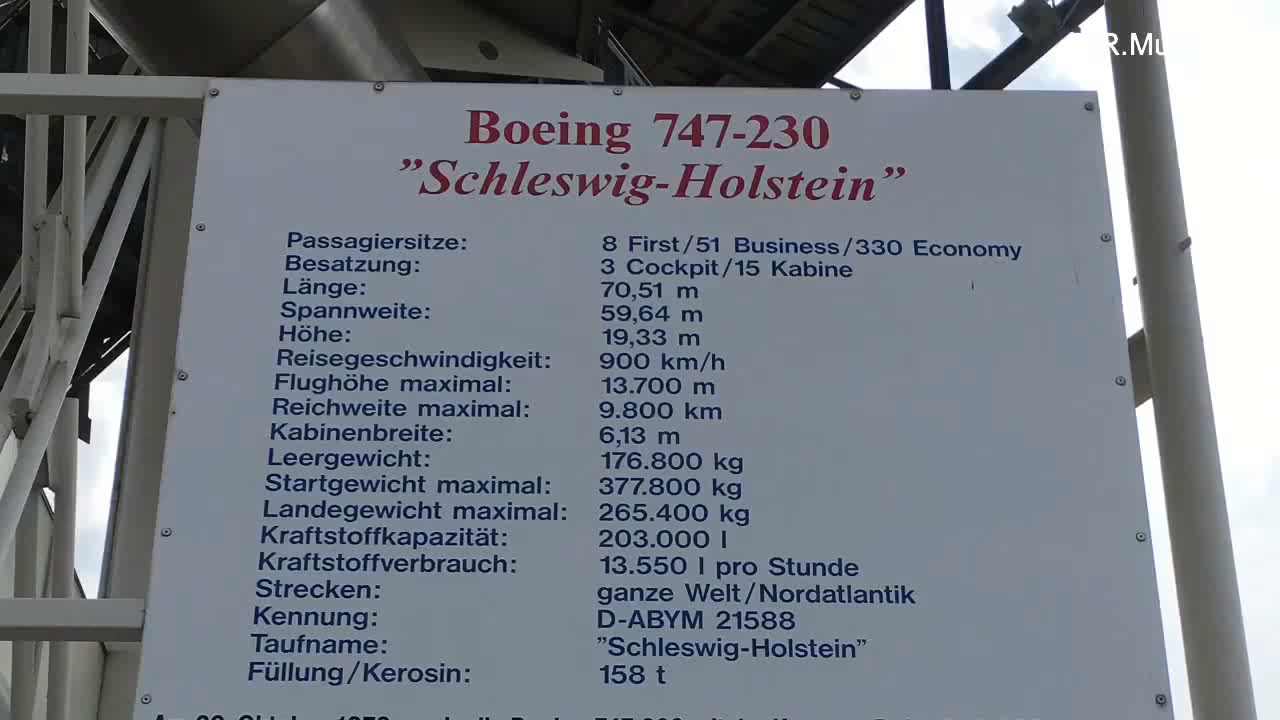 Boeing 747-230
”Schleswig-Holstein”
Passagiersitze: 8 First/51 Business/330 Economy
Besatzung: 3 Cockpit/15 Kabine
Länge: 70,51 m
Spannweite: 59,64 m
Höhe: 19,33 m
Reisegeschwindigkeit: 900 km/h
Flughöhe maximal: 13.700 m
Reichweite maximal: 9.800 km
Kabinenbreite: 6,13 m
Leergewicht: 176.800 kg
Startgewicht maximal: 377.800 kg
Landegewicht maximal: 265.400 kg
Kraftstoffkapazität: 203.000 l
Kraftstoffverbrauch: 13.550 l pro Stunde
Strecken: ganze Welt/Nordatlantik
Kennung: D-ABYM 21588
Taufname: ”Schleswig-Holstein”
Füllung/Kerosin: 158 t